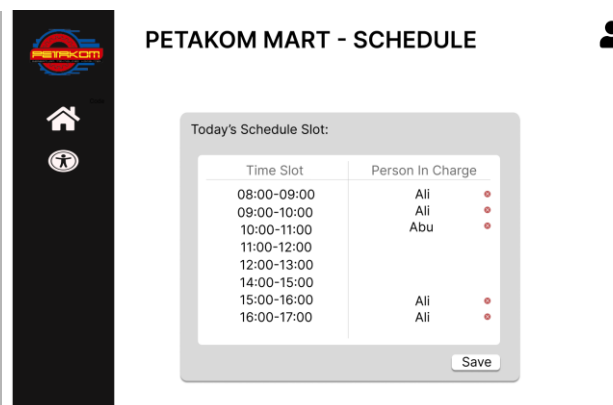 PETAKOM MART - SCHEDULE
PETAKOM
Today's Schedule Slot:
Time Slot Person In Charge
08:00-09:00 Ali
09:00-10:00 Ali
10:00-11:00 Abu
11:00-12:00
12:00-13:00
14:00-15:00
15:00-16:00 Ali
16:00-17:00 Ali
Save